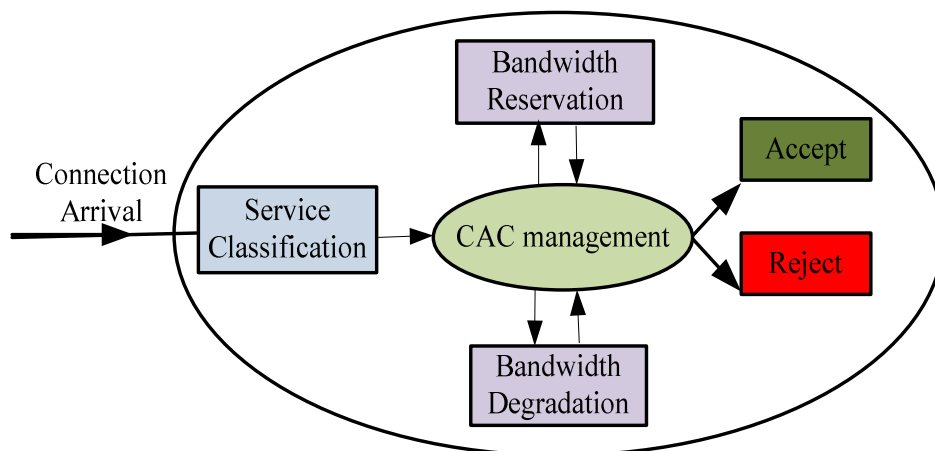 Bandwidth
Reservation
Accept
Connection
Arrival
Service
Classification
CAC management
Reject
Bandwidth
Degradation